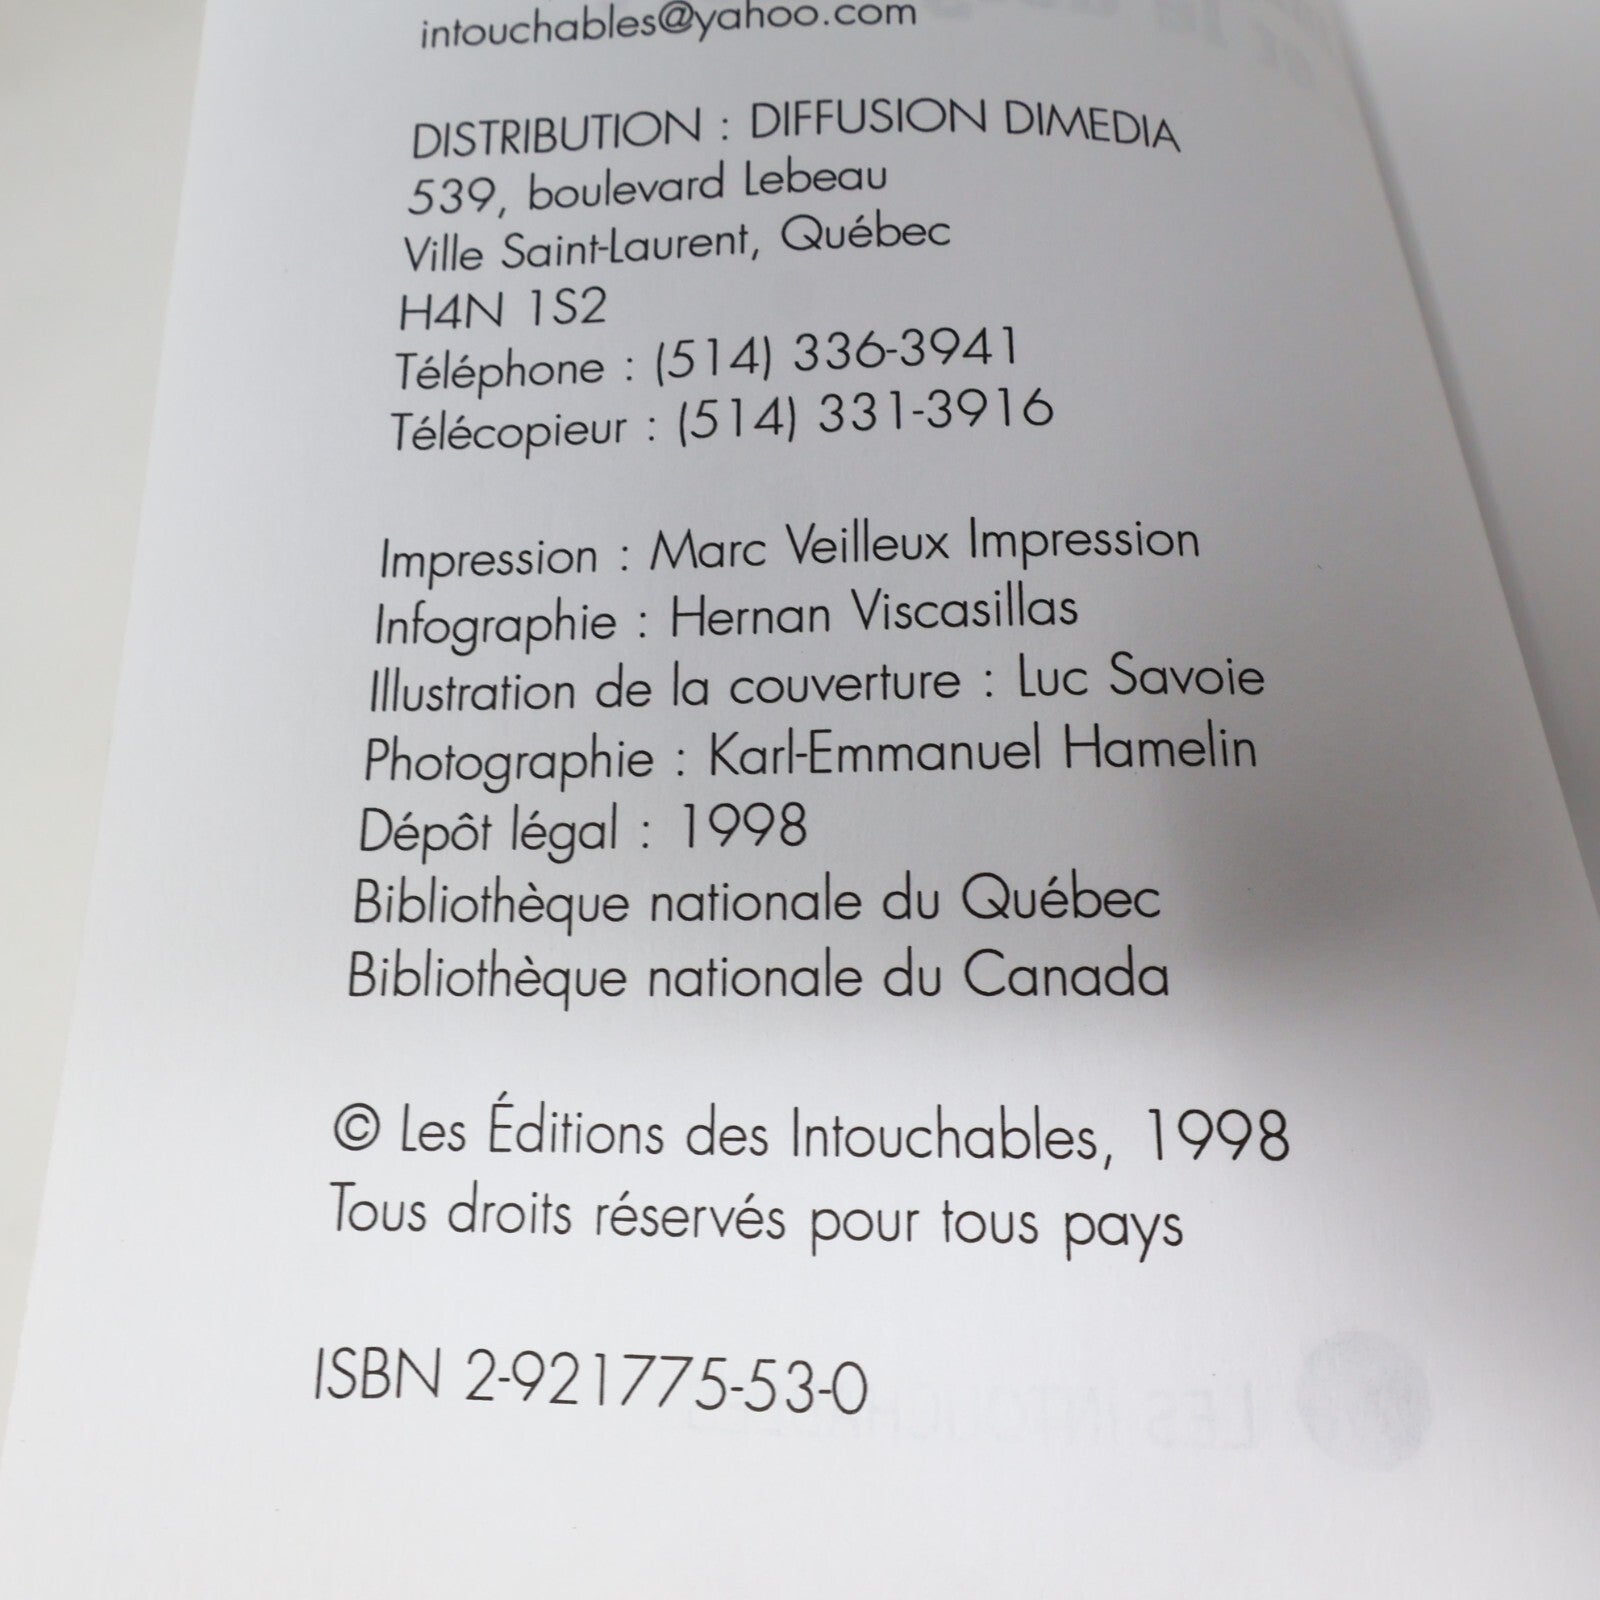 intouchables@yahoo.com
DISTRIBUTION : DIFFUSION DIMEDIA
539, boulevard Lebeau
Ville Saint-Laurent, Québec
H4N 1S2
Téléphone : (514) 336-3941
Télécopieur : (514) 331-3916
Impression : Marc Veilleux Impression
Infographie : Hernan Viscasillas
Illustration de la couverture : Luc Savoie
Photographie : Karl-Emmanuel Hamelin
Dépôt légal : 1998
Bibliothèque nationale du Québec
Bibliothèque nationale du Canada
© Les Éditions des Intouchables, 1998
Tous droits réservés pour tous pays
ISBN 2-921775-53-0
LES INTOUCHABLES